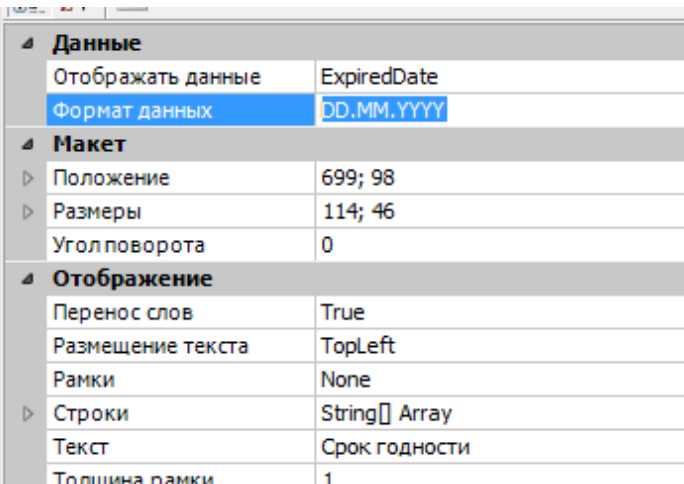 Данные
Отображать данные ExpiredDate
Формат данных DD.MM.YYYY
Макет
Положение 699; 98
Размеры 114; 46
Угол поворота 0
Отображение
Перенос слов True
Размещение текста TopLeft
Рамки None
Строки String[] Array
Текст Срок годности
Толщина рамки 1